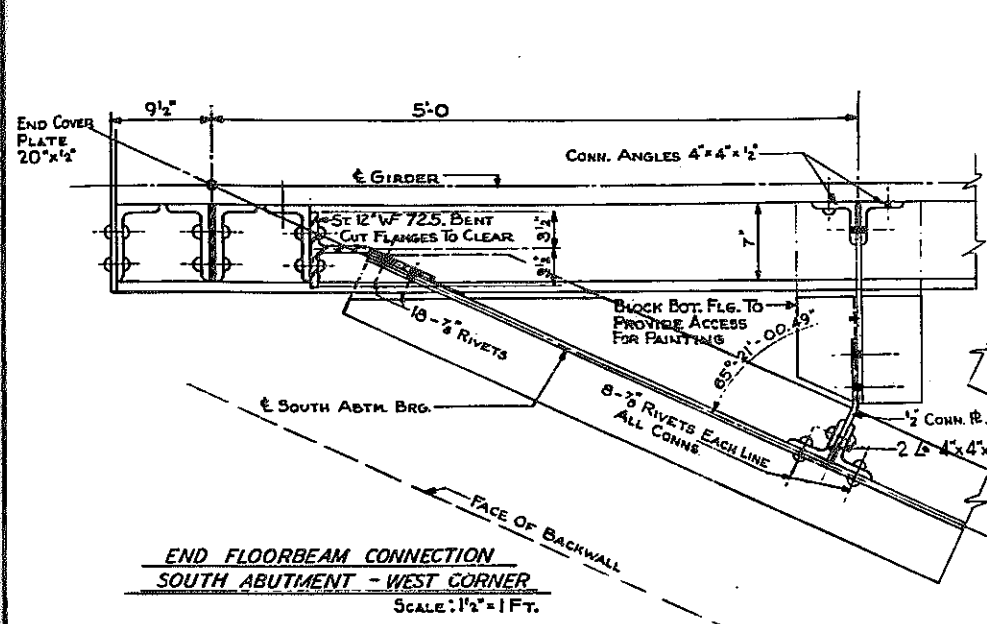 9½"
5'-0
END COVER
PLATE
20"x½"
CONN. ANGLES 4"x4"x½"
℄ GIRDER
ST 12" WF 72.5. BENT
CUT FLANGES TO CLEAR
3½"
7"
BLOCK BOT. FLG. TO
PROVIDE ACCESS
FOR PAINTING
65°-21'-00.49"
18-⅞" RIVETS
℄ SOUTH ABTM. BRG.
8-⅞" RIVETS EACH LINE
ALL CONNS.
½" CONN. ℞.
2 ∠s 4"x4"x
FACE OF BACKWALL
END FLOORBEAM CONNECTION
SOUTH ABUTMENT - WEST CORNER
SCALE: 1½" = 1 FT.